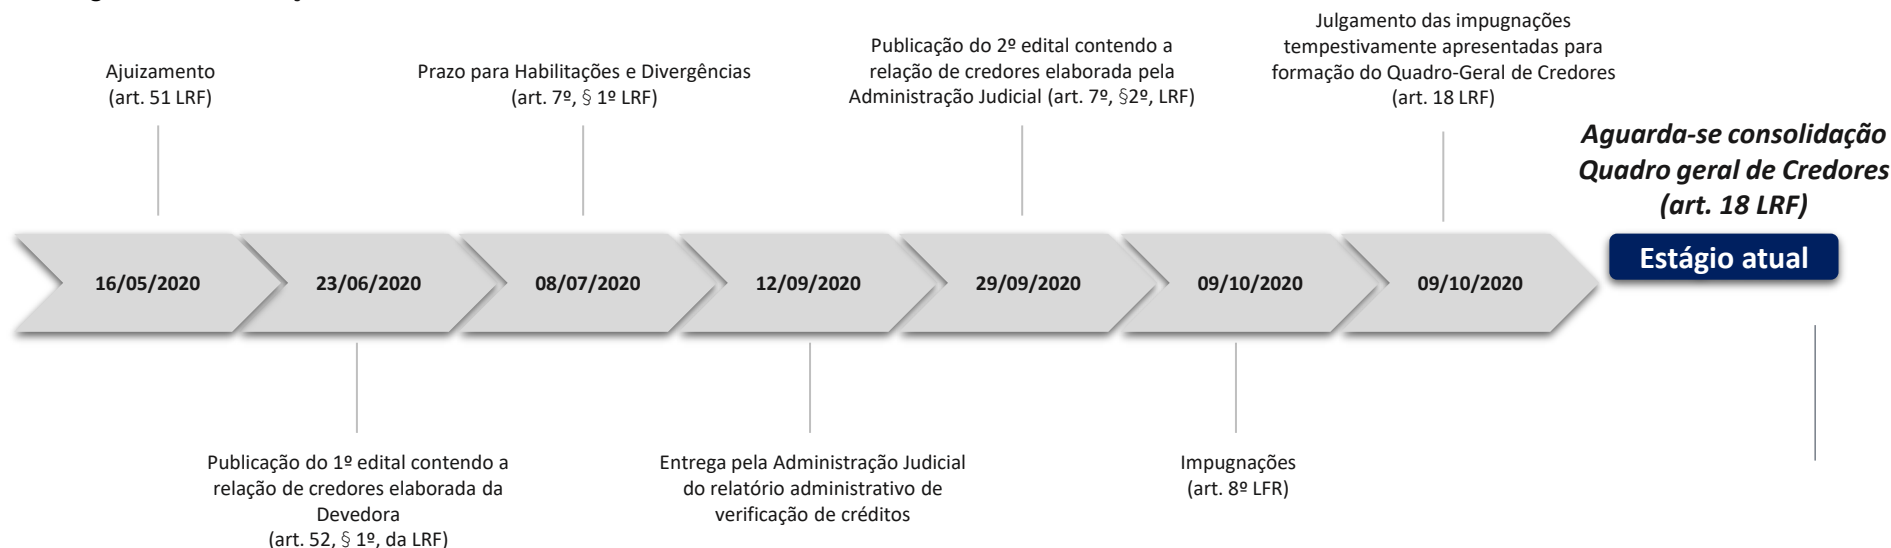 Ajuizamento
(art. 51 LRF)
Prazo para Habilitações e Divergências
(art. 7º, § 1º LRF)
Publicação do 2º edital contendo a
relação de credores elaborada pela
Administração Judicial (art. 7º, §2º, LRF)
Julgamento das impugnações
tempestivamente apresentadas para
formação do Quadro-Geral de Credores
(art. 18 LRF)
Aguarda-se consolidação
Quadro geral de Credores
(art. 18 LRF)
Estágio atual
16/05/2020
23/06/2020
08/07/2020
12/09/2020
29/09/2020
09/10/2020
09/10/2020
Publicação do 1º edital contendo a
relação de credores elaborada da
Devedora
(art. 52, § 1º, da LRF)
Entrega pela Administração Judicial
do relatório administrativo de
verificação de créditos
Impugnações
(art. 8º LFR)